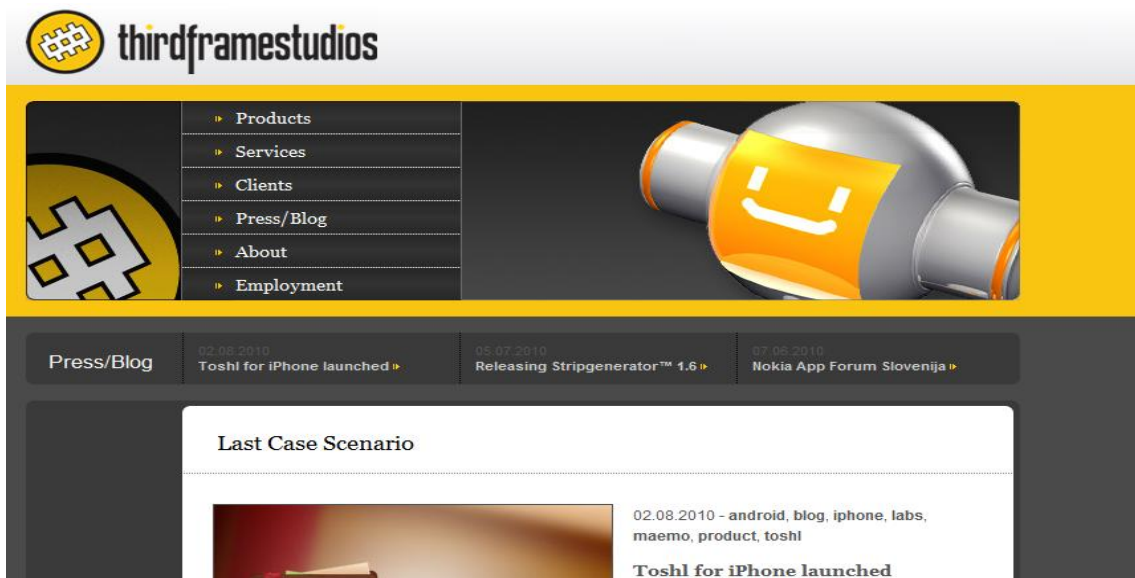 thirdframestudios
Products
Services
Clients
Press/Blog
About
Employment
Press/Blog
02.08.2010
Toshl for iPhone launched
05.07.2010
Releasing Stripgenerator™ 1.6
07.06.2010
Nokia App Forum Slovenija
Last Case Scenario
02.08.2010 - android, blog, iphone, labs,
maemo, product, toshl
Toshl for iPhone launched